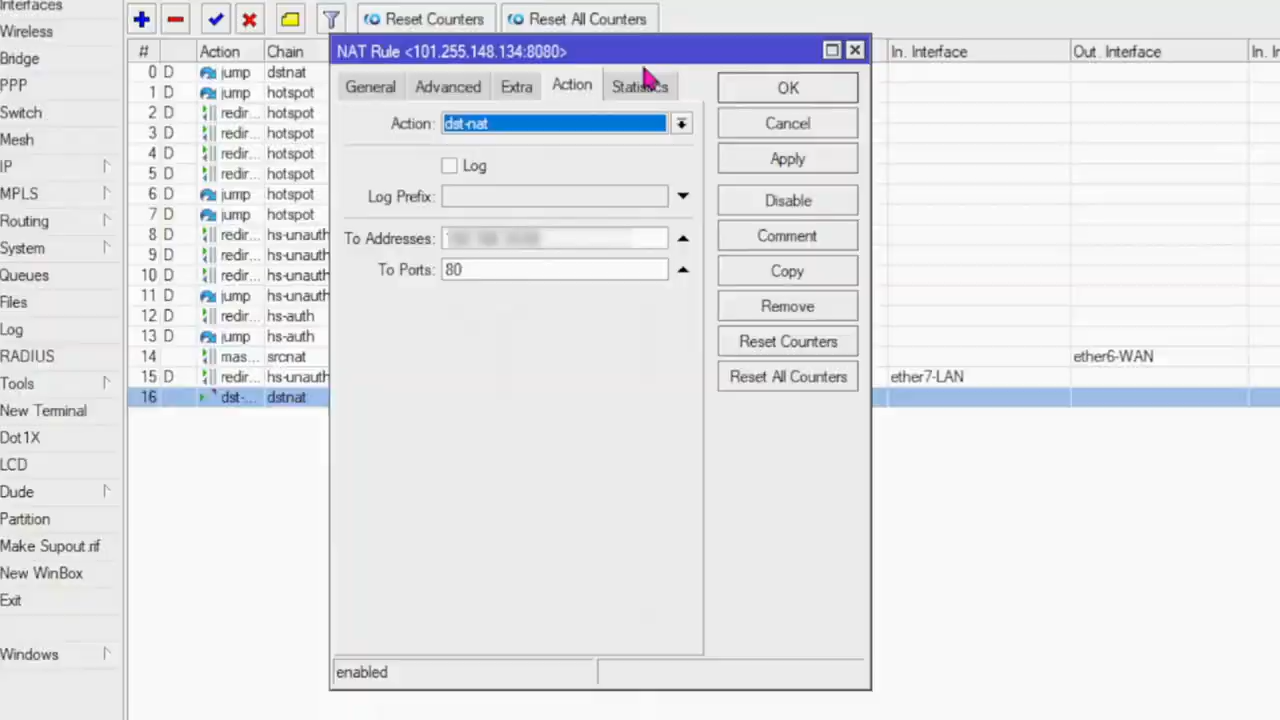 Interfaces
Wireless
Bridge
PPP
Switch
Mesh
IP
MPLS
Routing
System
Queues
Files
Log
RADIUS
Tools
New Terminal
Dot1X
LCD
Dude
Partition
Make Supout.rif
New WinBox
Exit
Windows
Reset Counters
Reset All Counters
# Action Chain In. Interface Out. Interface In. I
0 D jump dstnat
1 D jump hotspot
2 D redir... hotspot
3 D redir... hotspot
4 D redir... hotspot
5 D redir... hotspot
6 D jump hotspot
7 D jump hotspot
8 D redir... hs-unauth
9 D redir... hs-unauth
10 D redir... hs-unauth
11 D jump hs-unauth
12 D redir... hs-auth
13 D jump hs-auth
14 mas... srcnat ether6-WAN
15 D redir... hs-unauth ether7-LAN
16 dst-... dstnat
NAT Rule <101.255.148.134:8080>
General Advanced Extra Action Statistics
Action: dst-nat
Log
Log Prefix:
To Addresses:
To Ports: 80
OK
Cancel
Apply
Disable
Comment
Copy
Remove
Reset Counters
Reset All Counters
enabled